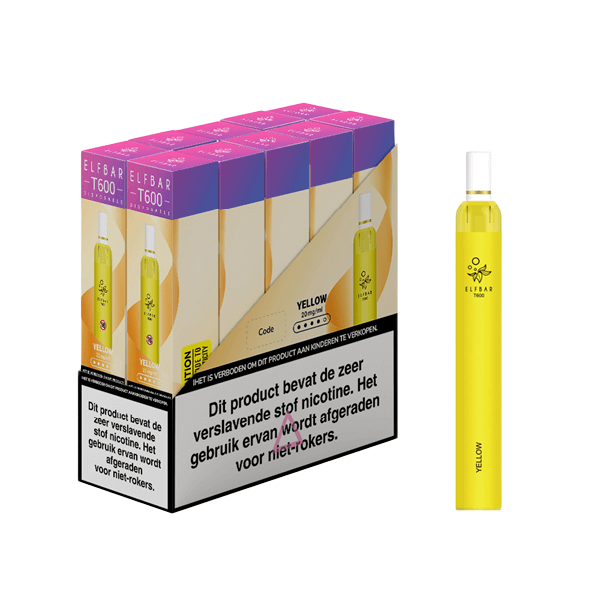 ELFBAR
T600
DISPOSABLE
ELFBAR
T600
YELLOW
YELLOW
YELLOW
20mg/ml
Code
HET IS VERBODEN OM DIT PRODUCT AAN KINDEREN TE VERKOPEN.
Dit product bevat de zeer
verslavende stof nicotine. Het
gebruik ervan wordt
afgeraden
voor niet-rokers.
Dit product bevat de zeer
verslavende stof nicotine. Het
gebruik ervan wordt afgeraden
voor niet-rokers.
ELFBAR
T600
YELLOW